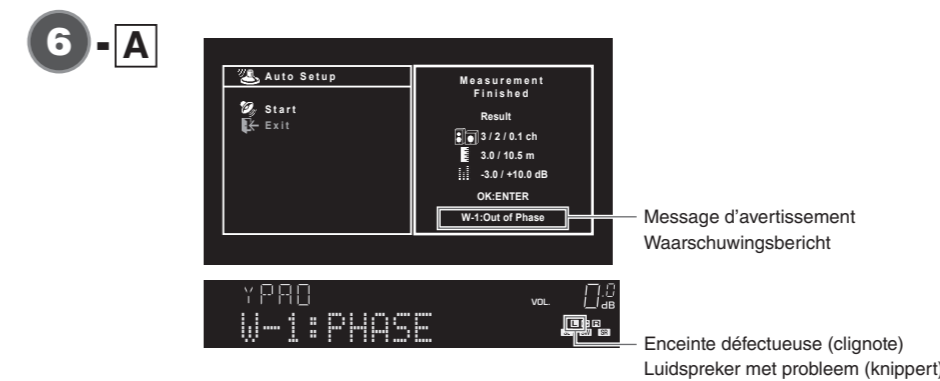 6 - A
Auto Setup
Start
Exit
Measurement
Finished
Result
3 / 2 / 0.1 ch
3.0 / 10.5 m
-3.0 / +10.0 dB
OK:ENTER
W-1:Out of Phase
Message d’avertissement
Waarschuwingsbericht
YPAO
VOL. 0.0 dB
W-1:PHASE
L R
SR
Enceinte défectueuse (clignote)
Luidspreker met probleem (knippert)